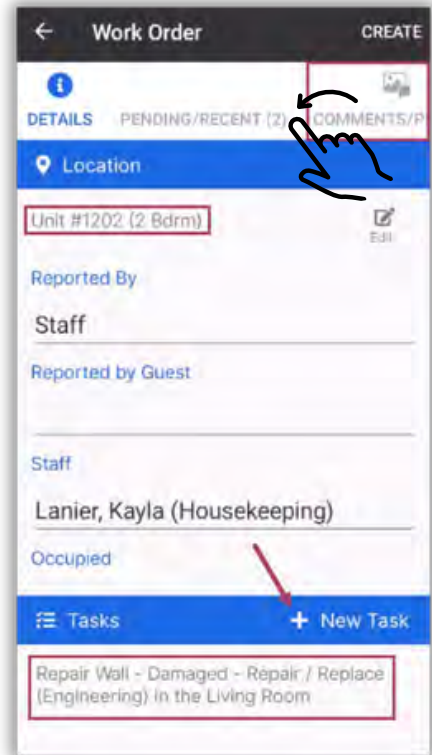 Work Order CREATE
DETAILS PENDING/RECENT (2) COMMENTS/P
Location
Unit #1202 (2 Bdrm)
Edit
Reported By
Staff
Reported by Guest
Staff
Lanier, Kayla (Housekeeping)
Occupied
Tasks + New Task
Repair Wall - Damaged - Repair / Replace
(Engineering) in the Living Room